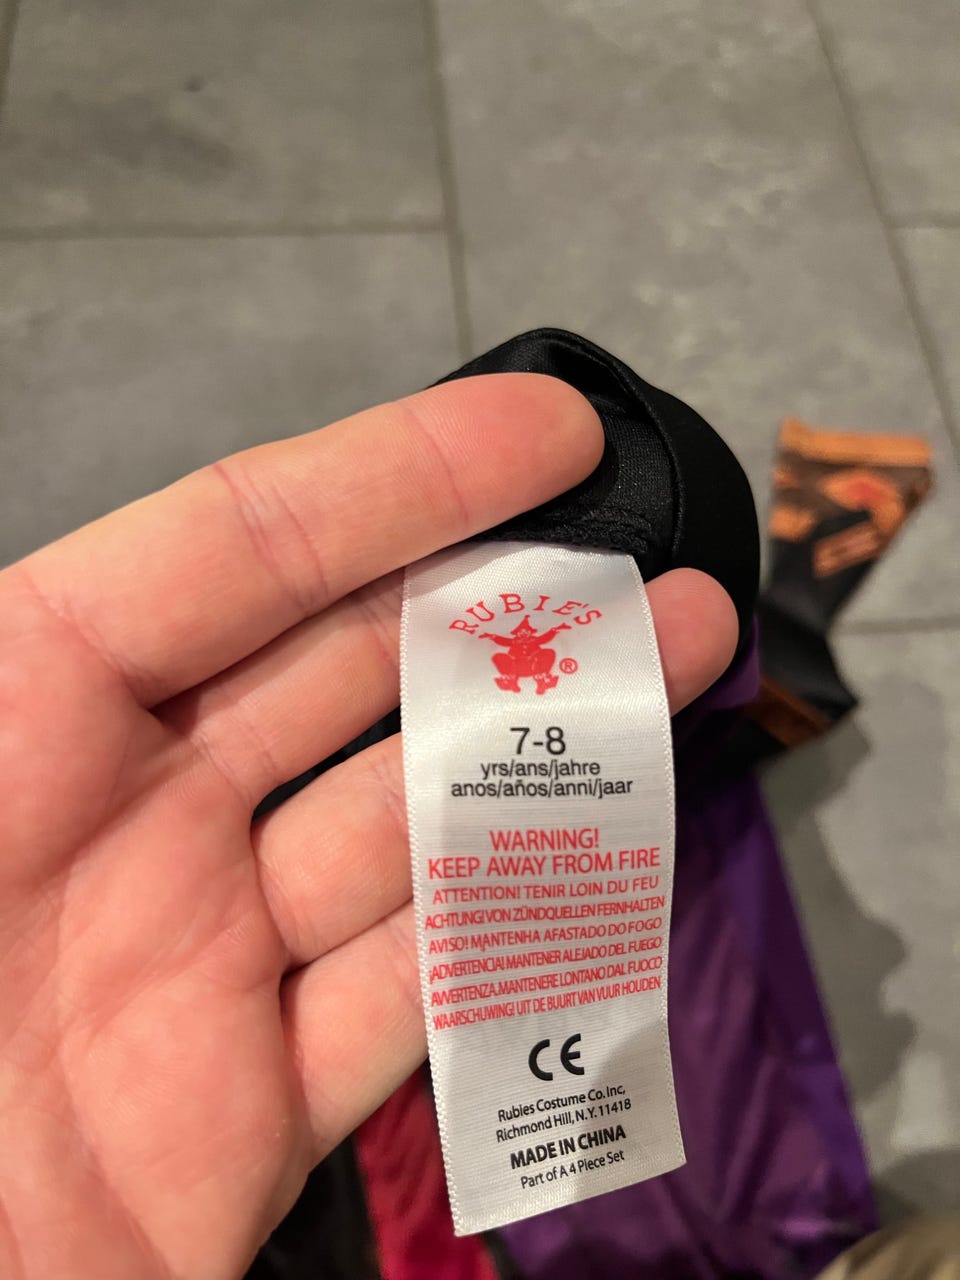 RUBIE'S
®
7-8
yrs/ans/jahre
anos/años/anni/jaar
WARNING!
KEEP AWAY FROM FIRE
ATTENTION! TENIR LOIN DU FEU
ACHTUNG! VON ZÜNDQUELLEN FERNHALTEN
AVISO! MANTENHA AFASTADO DO FOGO
¡ADVERTENCIA! MANTENER ALEJADO DEL FUEGO
AVVERTENZA, MANTENERE LONTANO DAL FUOCO
WAARSCHUWING! UIT DE BUURT VAN VUUR HOUDEN
CE
Rubies Costume Co. Inc,
Richmond Hill, N.Y. 11418
MADE IN CHINA
Part of A 4 Piece Set